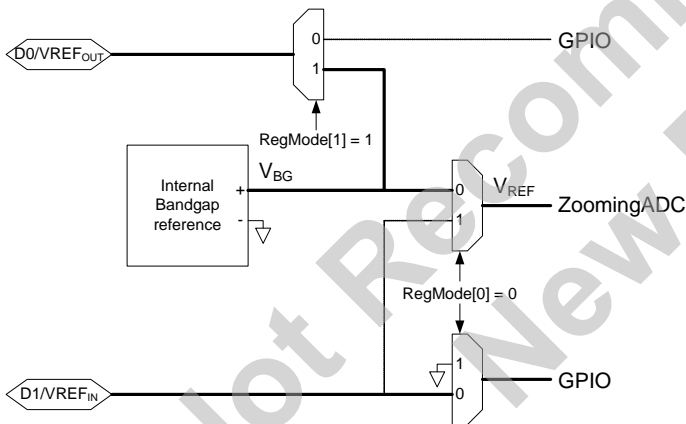 D0/VREFOUT
0
1
GPIO
RegMode[1] = 1
Internal
Bandgap
reference
+
-
VBG
0
1
VREF
ZoomingADC
RegMode[0] = 0
D1/VREFIN
1
0
GPIO